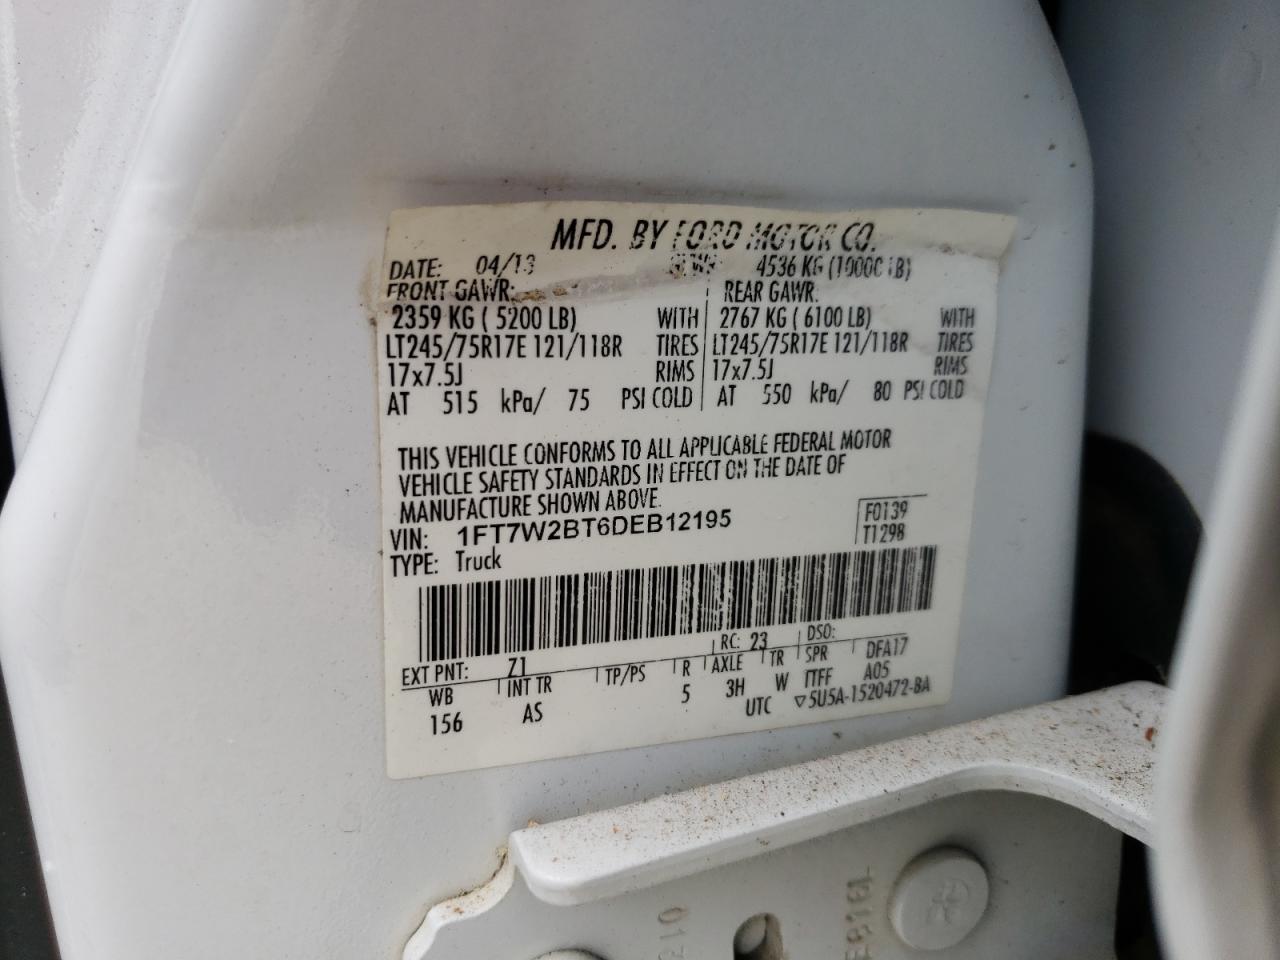 MFD. BY FORD MOTOR CO.
DATE: 04/13 GVWR: 4536 KG (10000 LB)
FRONT GAWR: REAR GAWR:
2359 KG ( 5200 LB) WITH 2767 KG ( 6100 LB) WITH
LT245/75R17E 121/118R TIRES LT245/75R17E 121/118R TIRES
17x7.5J RIMS 17x7.5J RIMS
AT 515 kPa/ 75 PSI COLD AT 550 kPa/ 80 PSI COLD
THIS VEHICLE CONFORMS TO ALL APPLICABLE FEDERAL MOTOR
VEHICLE SAFETY STANDARDS IN EFFECT ON THE DATE OF
MANUFACTURE SHOWN ABOVE.
VIN: 1FT7W2BT6DEB12195 F0139
TYPE: Truck T1298
EXT PNT: Z1 RC: 23 DSO:
WB INT TR TP/PS R AXLE TR SPR DFA17
156 AS 5 3H W ITFF A05
UTC ▽5U5A-1520472-BA